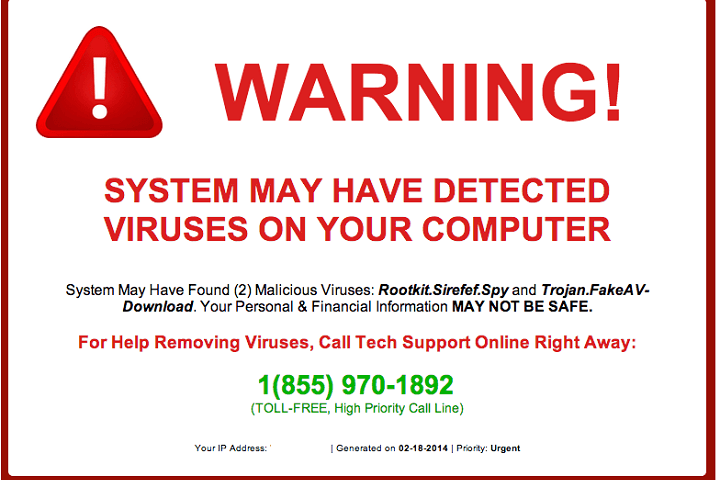 !
WARNING!
SYSTEM MAY HAVE DETECTED
VIRUSES ON YOUR COMPUTER
System May Have Found (2) Malicious Viruses: Rootkit.Sirefef.Spy and Trojan.FakeAV-
Download. Your Personal & Financial Information MAY NOT BE SAFE.
For Help Removing Viruses, Call Tech Support Online Right Away:
1(855) 970-1892
(TOLL-FREE, High Priority Call Line)
Your IP Address: | Generated on 02-18-2014 | Priority: Urgent